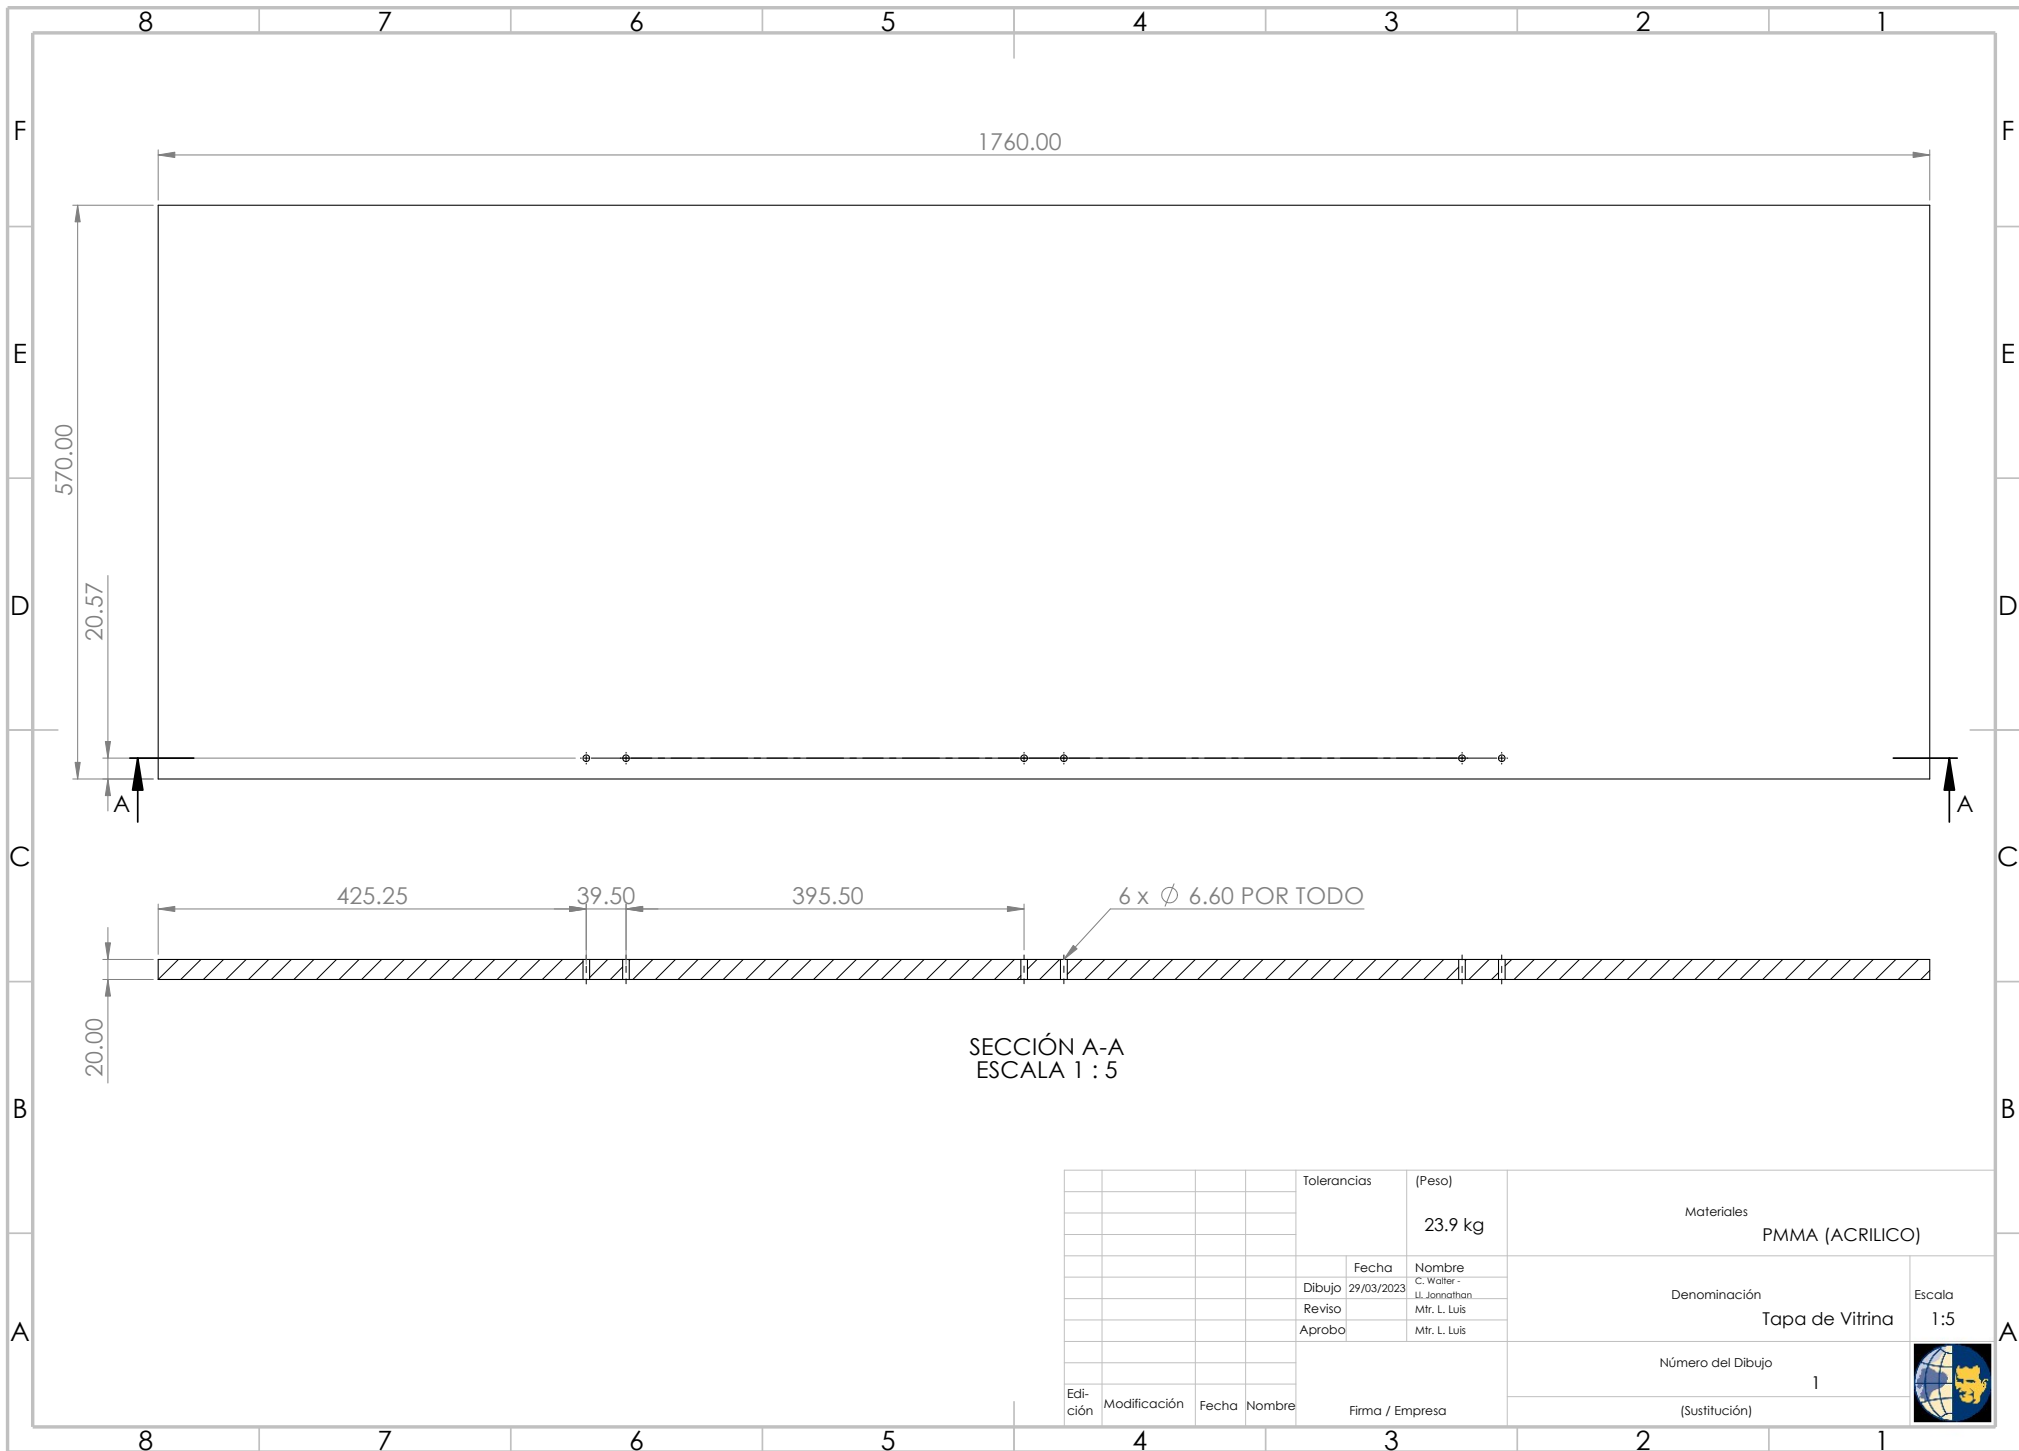 8 7 6 5 4 3 2 1
F F
1760.00
E E
570.00
D D
20.57
A A
C C
425.25 39.50 395.50 6 x ∅ 6.60 POR TODO
20.00
SECCIÓN A-A
ESCALA 1 : 5
B B
Tolerancias (Peso)
23.9 kg
Materiales
PMMA (ACRILICO)
Fecha Nombre
Dibujo 29/03/2023 C. Walter -
Ll. Jonnathan
Reviso Mtr. L. Luis
Aprobo Mtr. L. Luis
Denominación
Tapa de Vitrina
Escala
1:5
A A
Número del Dibujo
1
Edi-
ción Modificación Fecha Nombre
Firma / Empresa
(Sustitución)
8 7 6 5 4 3 2 1